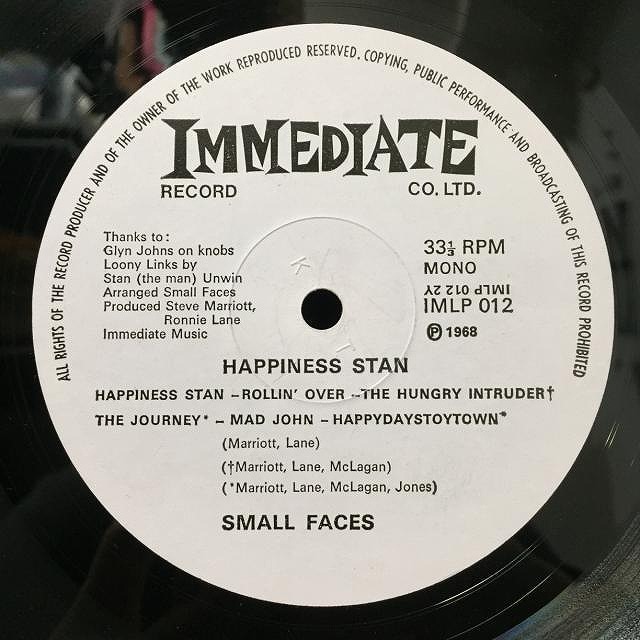 ALL RIGHTS OF THE RECORD PRODUCER AND OF THE OWNER OF THE WORK REPRODUCED RESERVED. COPYING, PUBLIC PERFORMANCE AND BROADCASTING OF THIS RECORD PROHIBITED
IMMEDIATE
RECORD CO. LTD.
Thanks to:
Glyn Johns on knobs
Loony Links by
Stan (the man) Unwin
Arranged Small Faces
Produced Steve Marriott,
Ronnie Lane
Immediate Music
33⅓ RPM
MONO
IMLP 012 2Y
IMLP 012
℗ 1968
K
T
HAPPINESS STAN
HAPPINESS STAN – ROLLIN' OVER – THE HUNGRY INTRUDER†
THE JOURNEY* – MAD JOHN – HAPPYDAYSTOYTOWN*
(Marriott, Lane)
(†Marriott, Lane, McLagan)
(*Marriott, Lane, McLagan, Jones)
SMALL FACES